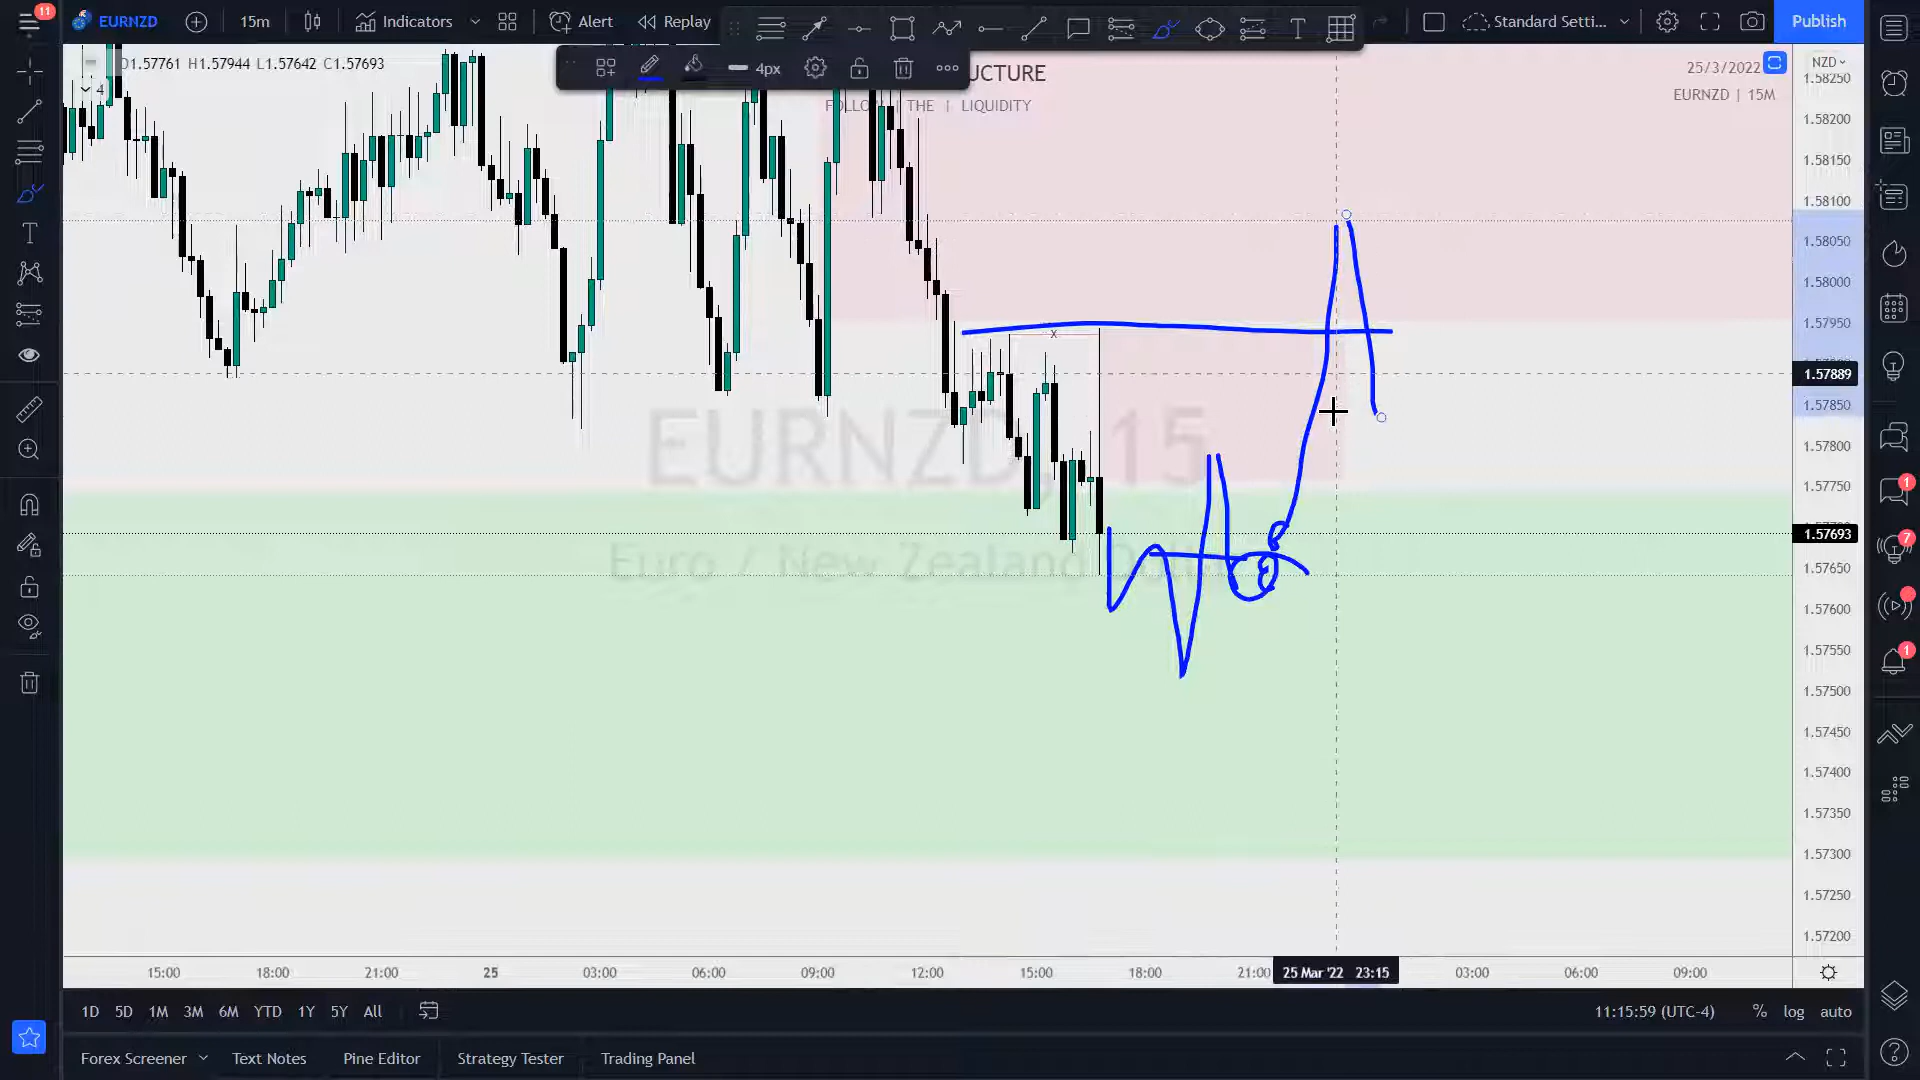 11
EURNZD
15m
Indicators
Alert
Replay
Standard Setti...
Publish
O1.57761 H1.57944 L1.57642 C1.57693
4
4px
UCTURE
FOLLOW | THE | LIQUIDITY
25/3/2022
EURNZD | 15M
NZD
1.58250
1.58200
1.58150
1.58100
1.58050
1.58000
1.57950
x
1.57889
1.57850
1.57800
1.57750
1.57693
1.57650
1.57600
1.57550
1.57500
1.57450
1.57400
1.57350
1.57300
1.57250
1.57200
EURNZD, 15
Euro / New Zealand Dollar
1
7
1
15:00
18:00
21:00
25
03:00
06:00
09:00
12:00
15:00
18:00
21:00
25 Mar '22 23:15
03:00
06:00
09:00
1D 5D 1M 3M 6M YTD 1Y 5Y All
11:15:59 (UTC-4)
% log auto
Forex Screener
Text Notes
Pine Editor
Strategy Tester
Trading Panel